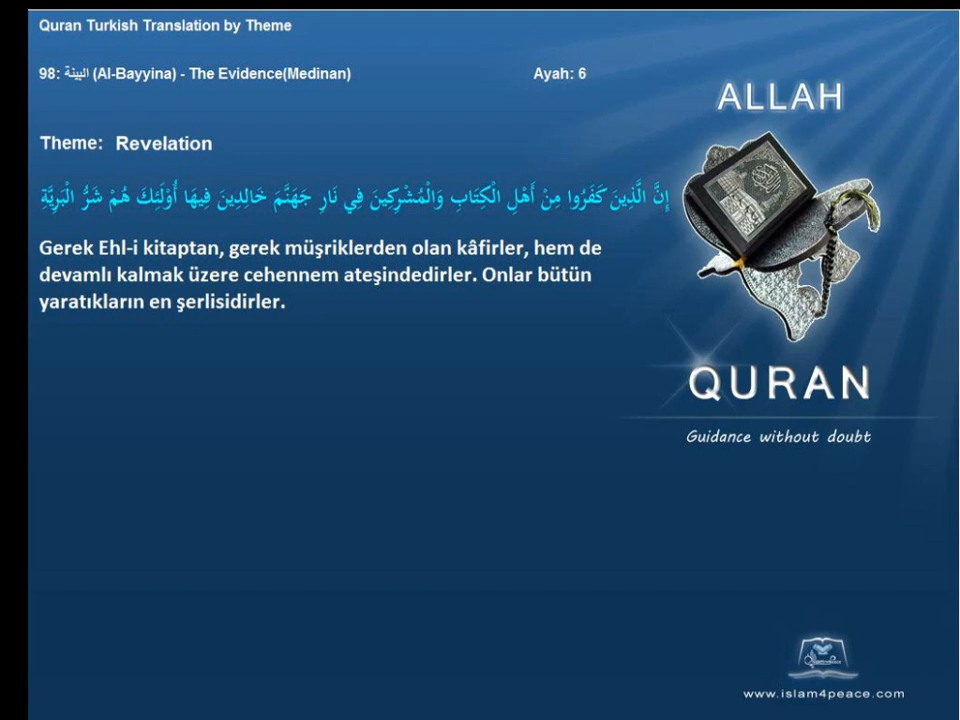 Quran Turkish Translation by Theme
98: البينة (Al-Bayyina) - The Evidence(Medinan) Ayah: 6
ALLAH
Theme: Revelation
إِنَّ الَّذِينَ كَفَرُوا مِنْ أَهْلِ الْكِتَابِ وَالْمُشْرِكِينَ فِي نَارِ جَهَنَّمَ خَالِدِينَ فِيهَا أُوْلَئِكَ هُمْ شَرُّ الْبَرِيَّةِ
Gerek Ehl-i kitaptan, gerek müşriklerden olan kâfirler, hem de
devamlı kalmak üzere cehennem ateşindedirler. Onlar bütün
yaratıkların en şerlisidirler.
QURAN
Guidance without doubt
www.islam4peace.com